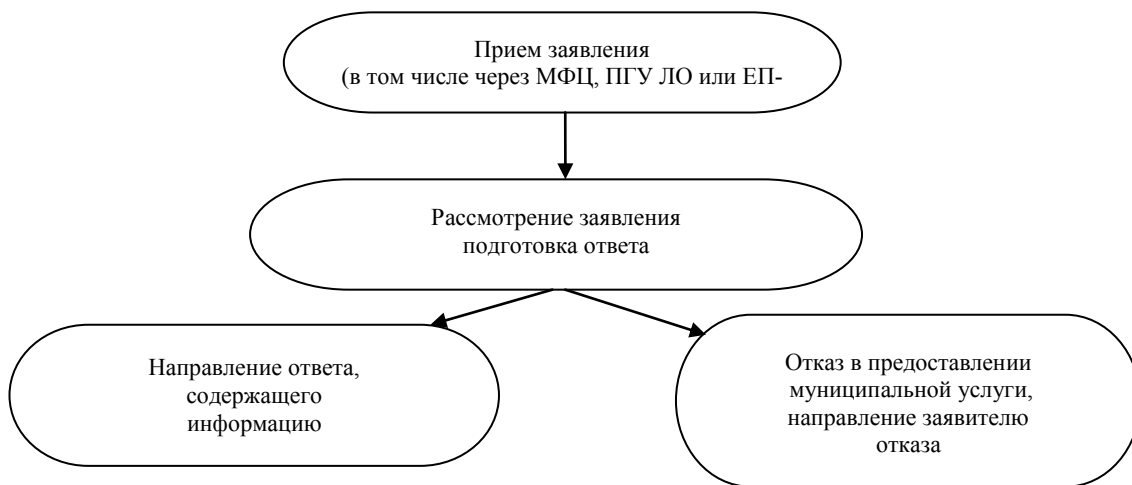 Прием заявления
(в том числе через МФЦ, ПГУ ЛО или ЕП-
Рассмотрение заявления
подготовка ответа
Направление ответа,
содержащего
информацию
Отказ в предоставлении
муниципальной услуги,
направление заявителю
отказа